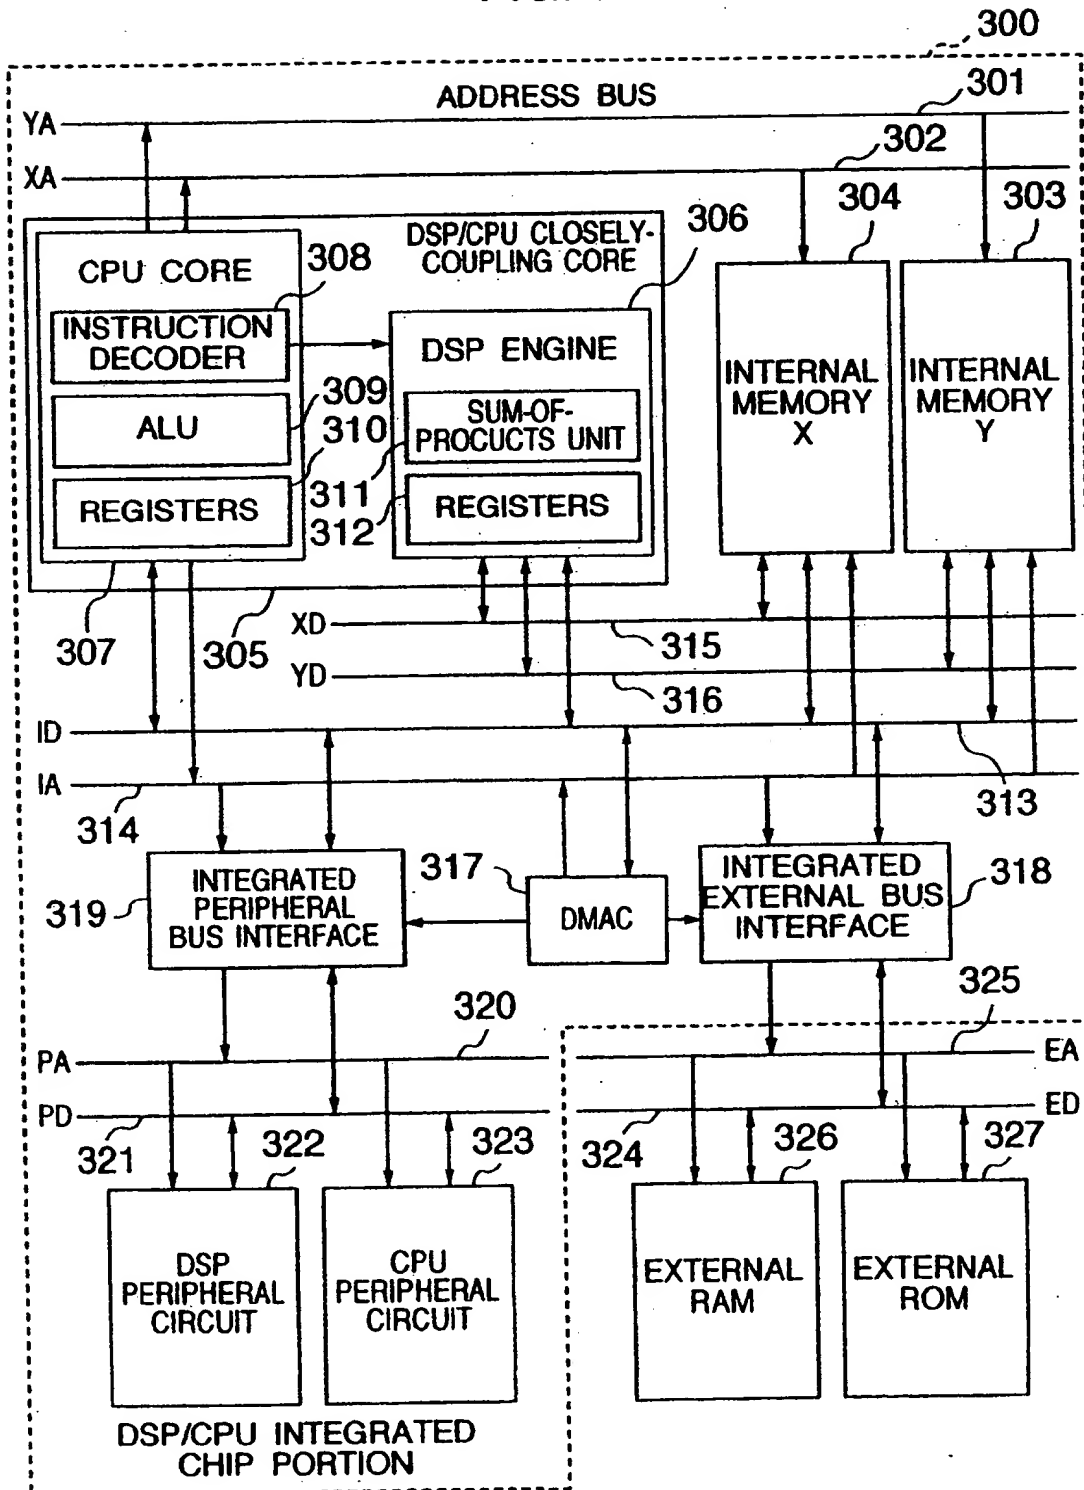 300
ADDRESS BUS
301
YA
302
XA
304
303
306
DSP/CPU CLOSELY-
COUPLING CORE
CPU CORE
308
INSTRUCTION
DECODER
DSP ENGINE
INTERNAL
MEMORY
X
INTERNAL
MEMORY
Y
309
ALU
310
SUM-OF-
PROCUCTS UNIT
311
REGISTERS
312
REGISTERS
307
305
XD
315
YD
316
ID
IA
314
313
317
318
319
INTEGRATED
PERIPHERAL
BUS INTERFACE
DMAC
INTEGRATED
EXTERNAL BUS
INTERFACE
325
320
PA
EA
PD
ED
321
322
323
324
326
327
DSP
PERIPHERAL
CIRCUIT
CPU
PERIPHERAL
CIRCUIT
EXTERNAL
RAM
EXTERNAL
ROM
DSP/CPU INTEGRATED
CHIP PORTION